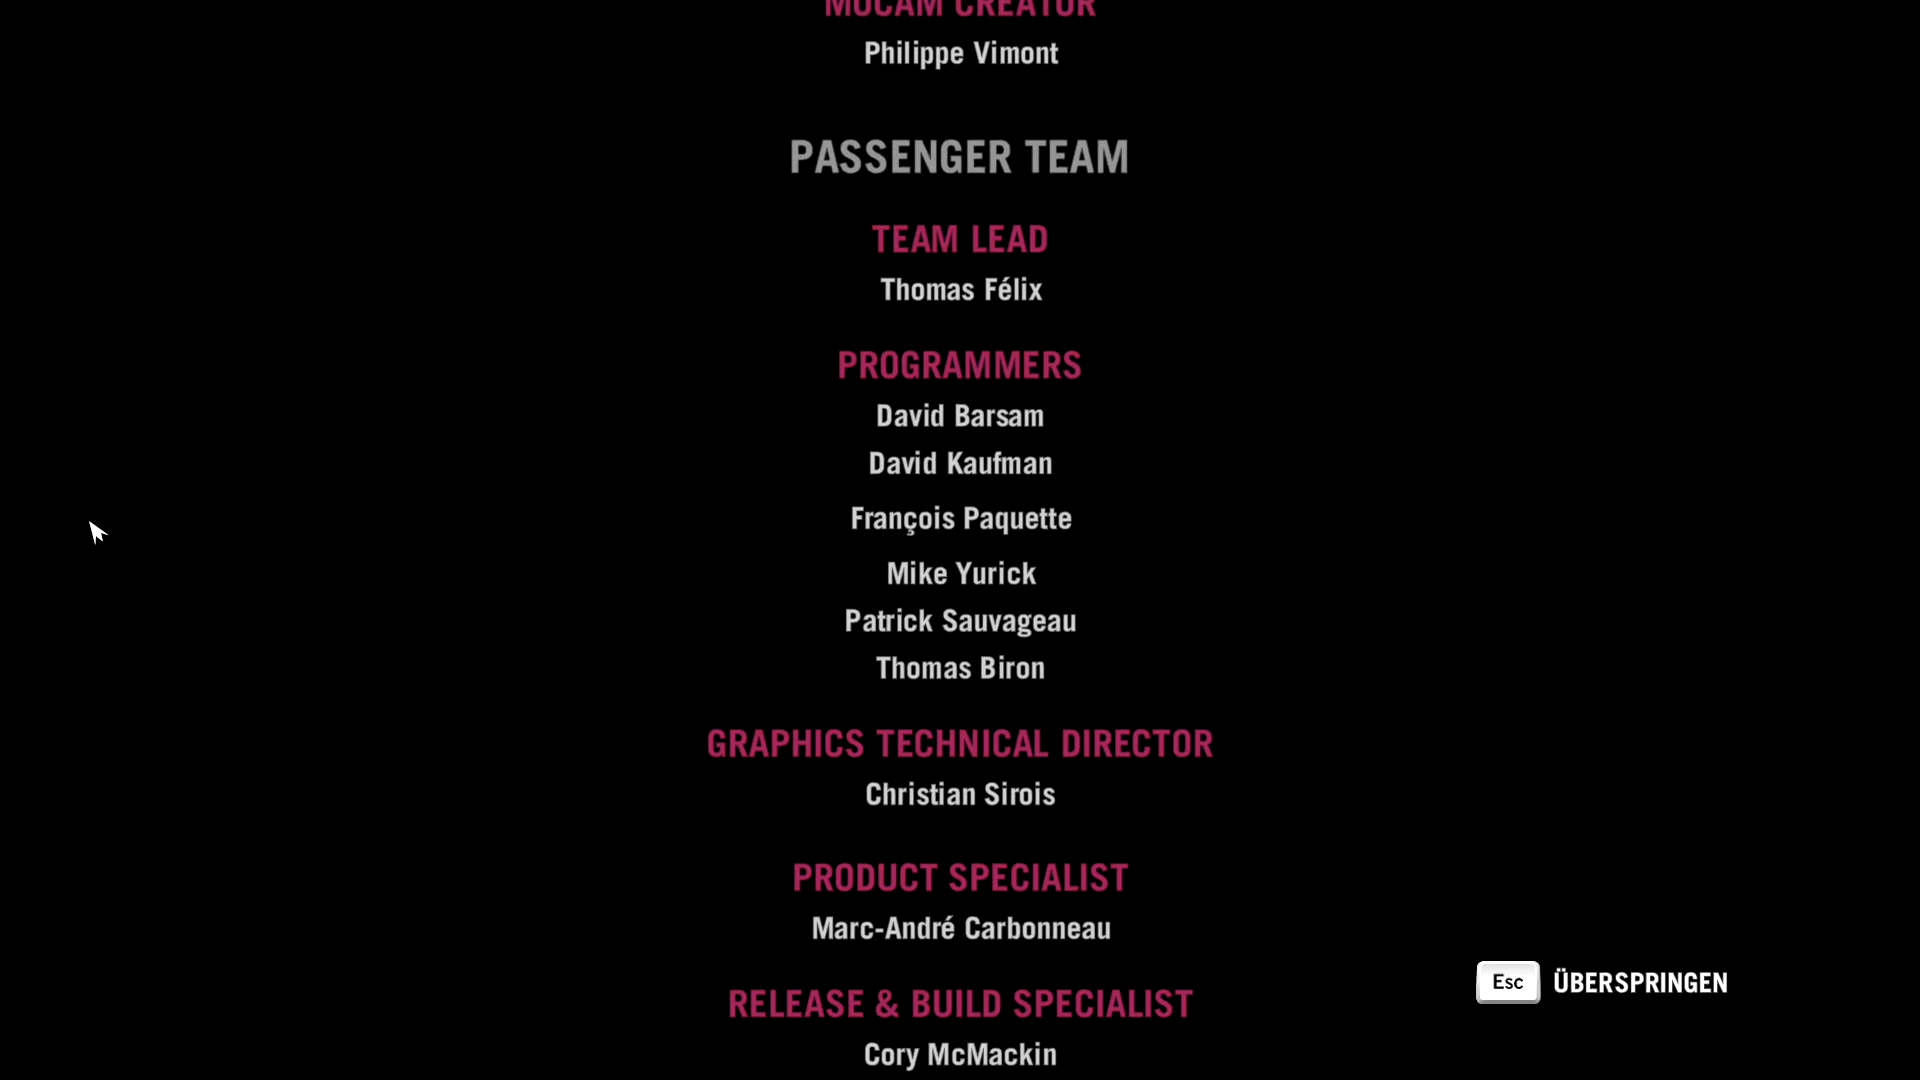 MOCAM CREATOR
Philippe Vimont
PASSENGER TEAM
TEAM LEAD
Thomas Félix
PROGRAMMERS
David Barsam
David Kaufman
François Paquette
Mike Yurick
Patrick Sauvageau
Thomas Biron
GRAPHICS TECHNICAL DIRECTOR
Christian Sirois
PRODUCT SPECIALIST
Marc-André Carbonneau
RELEASE & BUILD SPECIALIST
Cory McMackin
Esc ÜBERSPRINGEN